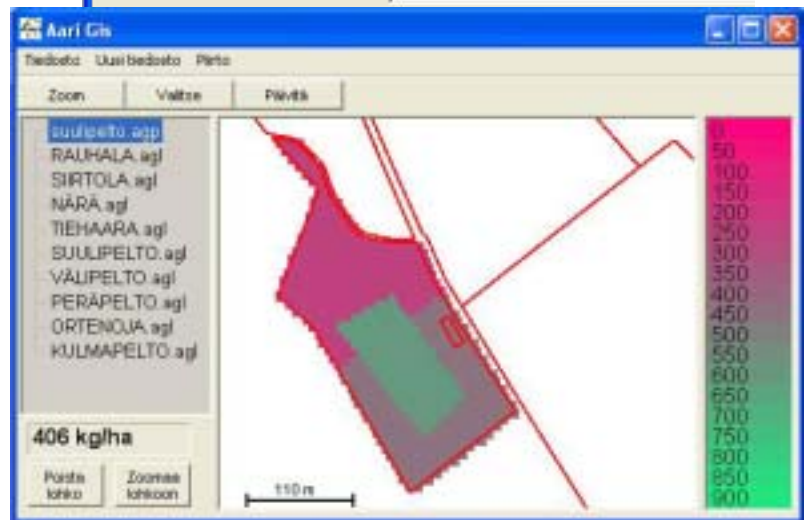 Aari Gis
Tiedosto Uusi tiedosto Piirto
Zoom Valitse Päivitä
suulipelto.agp
RAUHALA.agl
SIIRTOLA.agl
NÄRÄ.agl
TIEHAARA.agl
SUULIPELTO.agl
VÄLIPELTO.agl
PERÄPELTO.agl
ORTENOJA.agl
KULMAPELTO.agl
406 kg/ha
Poista lohko
Zoomaa lohkoon
110 m
0
50
100
150
200
250
300
350
400
450
500
550
600
650
700
750
800
850
900